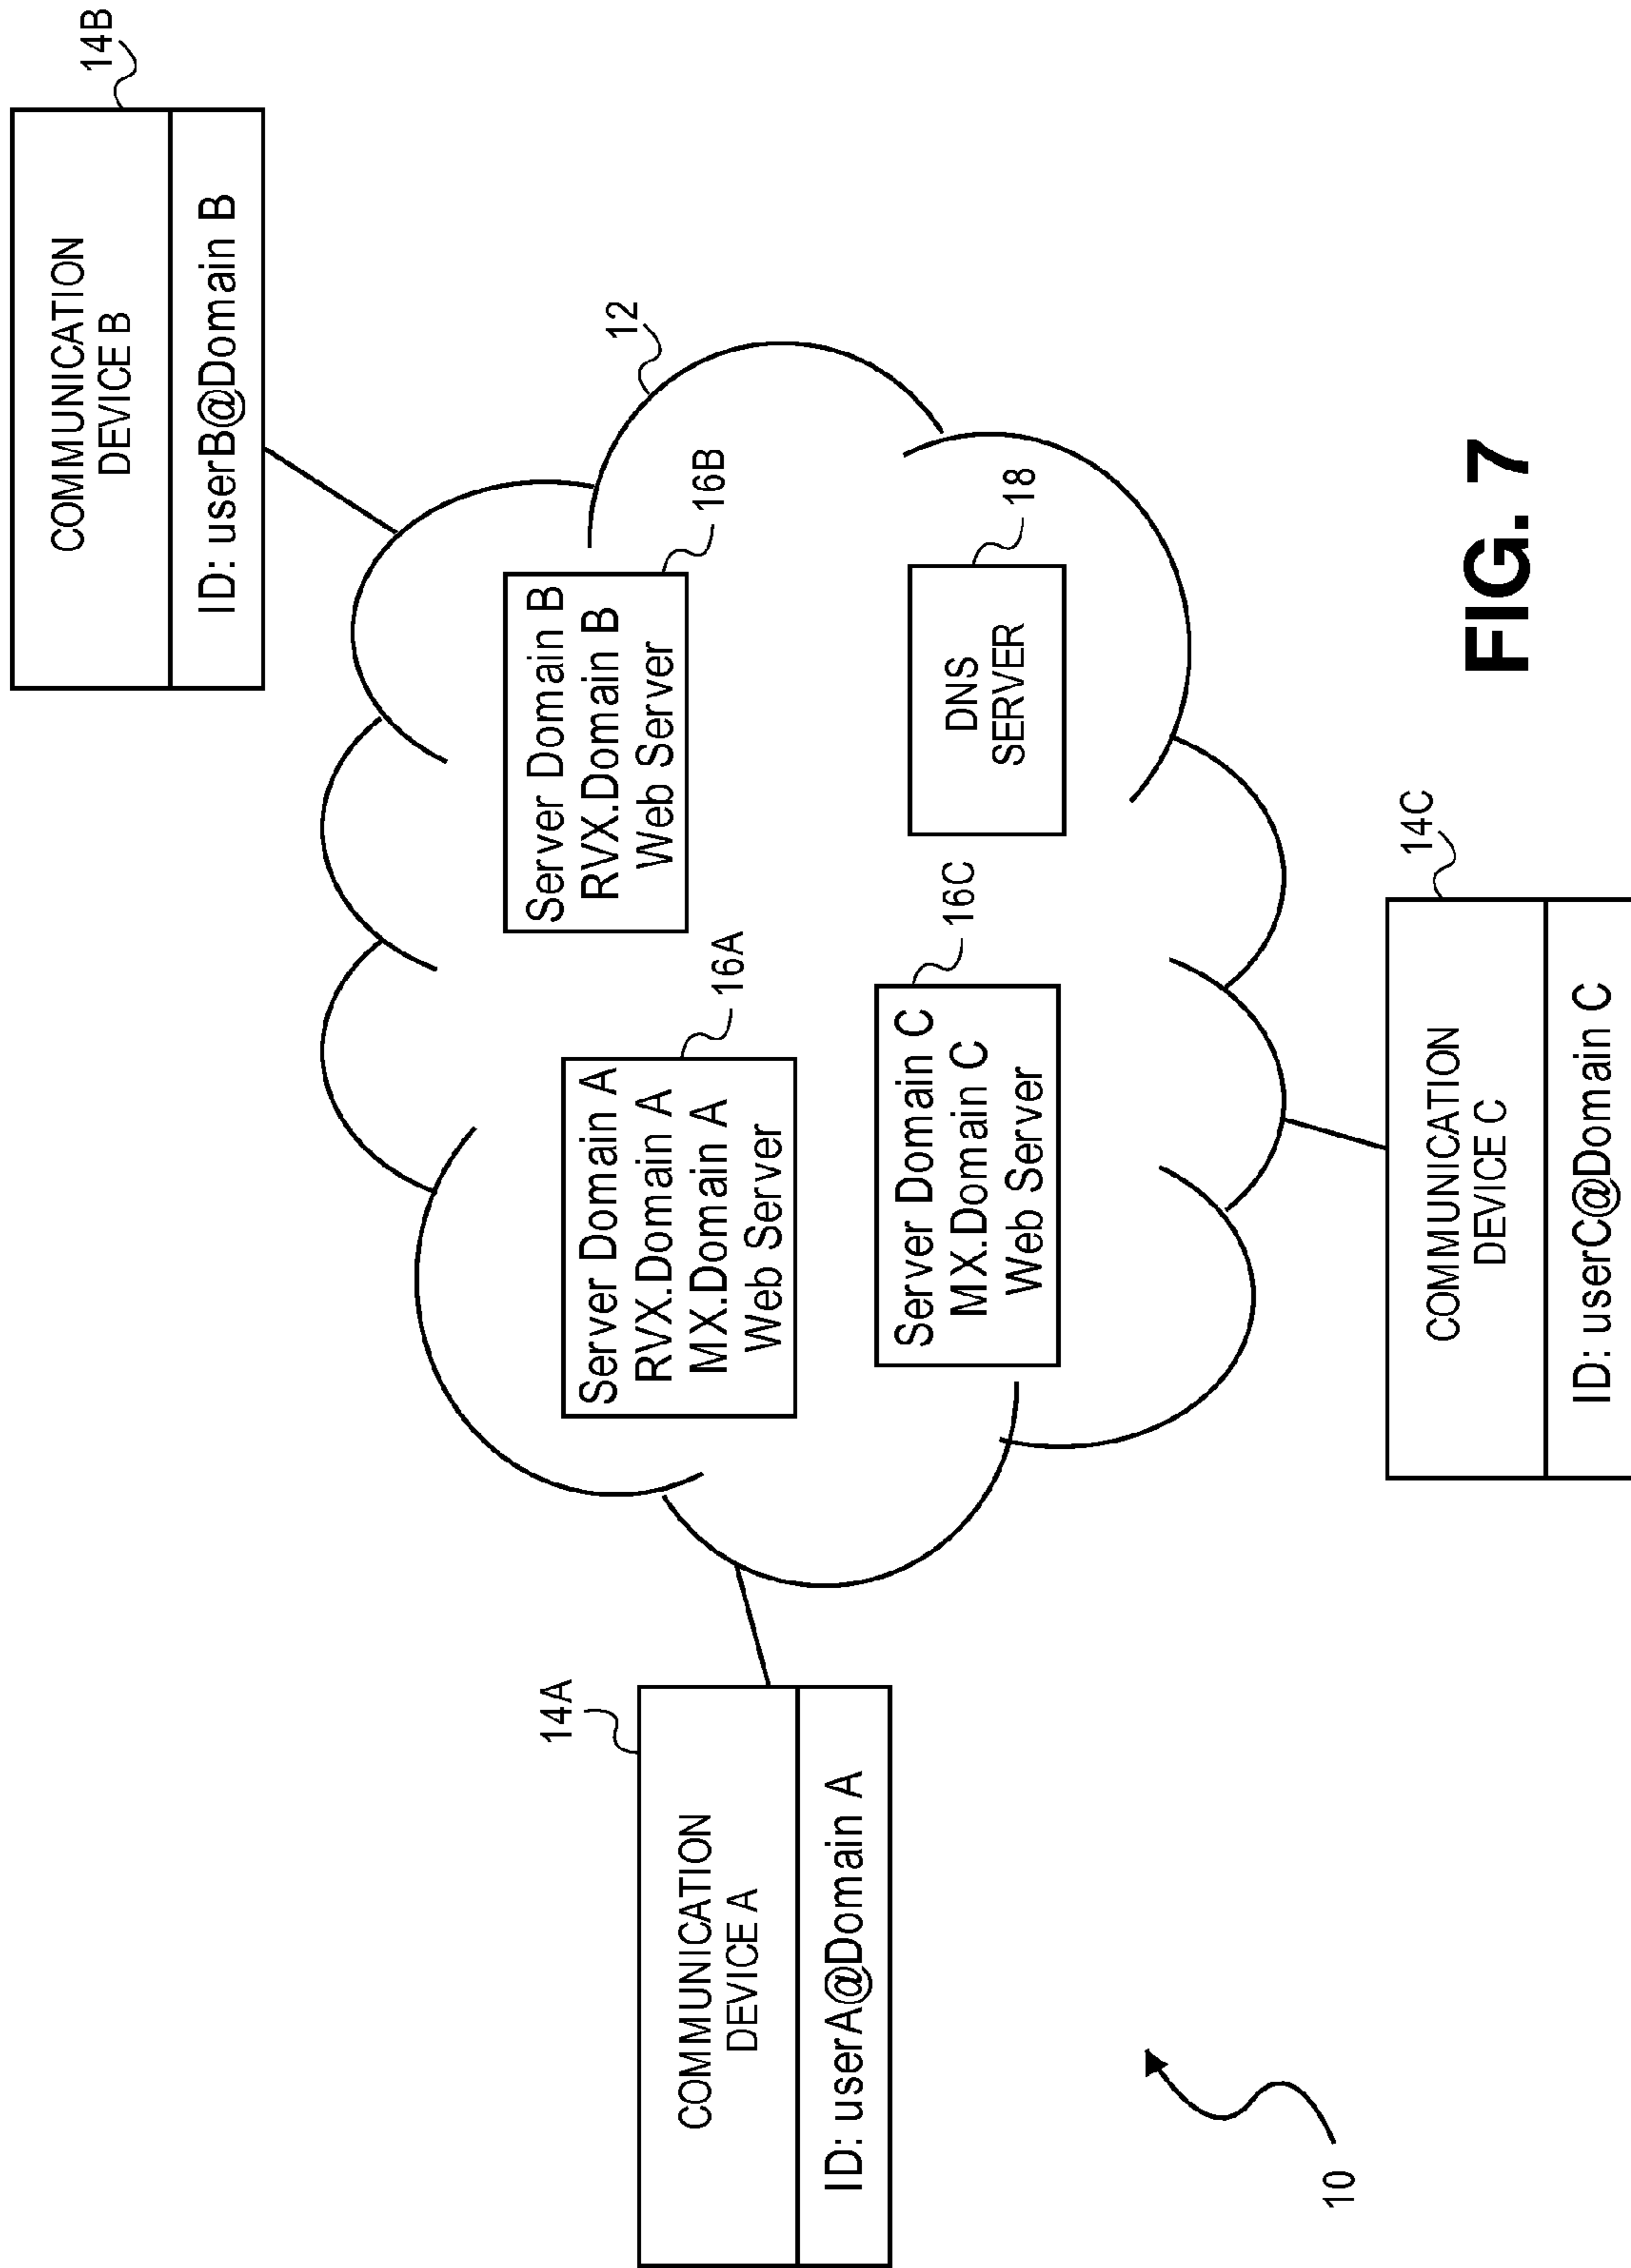 14B
COMMUNICATION
DEVICE B
ID: userB@Domain B
12
16B
Server Domain B
RVX.Domain B
Web Server
18
DNS
SERVER
16A
Server Domain A
RVX.Domain A
MX.Domain A
Web Server
16C
Server Domain C
MX.Domain C
Web Server
14A
COMMUNICATION
DEVICE A
ID: userA@Domain A
14C
COMMUNICATION
DEVICE C
ID: userC@Domain C
10
FIG. 7